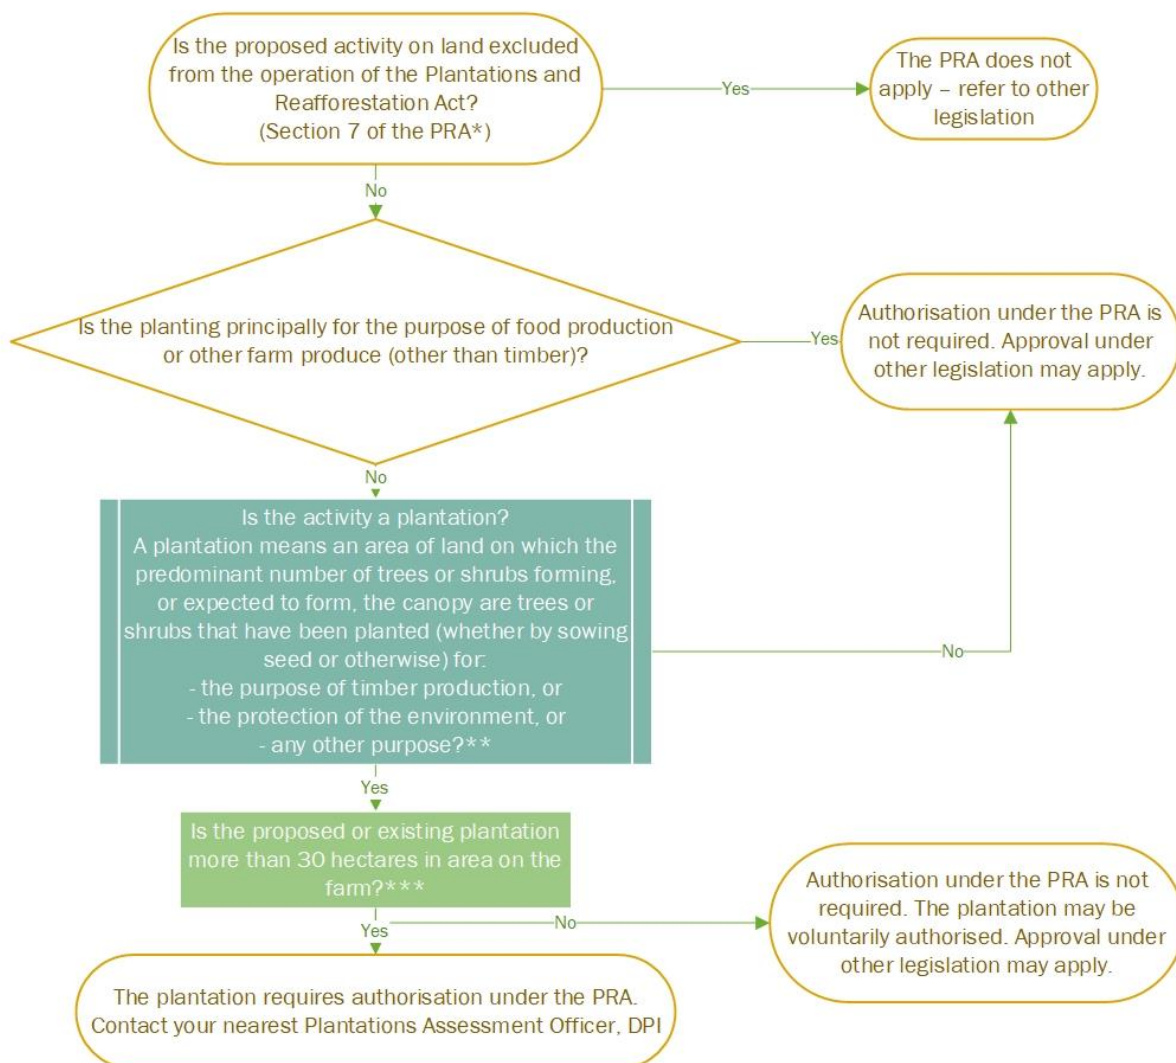 Is the proposed activity on land excluded
from the operation of the Plantations and
Reafforestation Act?
(Section 7 of the PRA*)
Yes
The PRA does not
apply – refer to other
legislation
No
Is the planting principally for the purpose of food production
or other farm produce (other than timber)?
Yes
Authorisation under the PRA is
not required. Approval under
other legislation may apply.
No
Is the activity a plantation?
A plantation means an area of land on which the
predominant number of trees or shrubs forming,
or expected to form, the canopy are trees or
shrubs that have been planted (whether by sowing
seed or otherwise) for:
- the purpose of timber production, or
- the protection of the environment, or
- any other purpose?**
No
Yes
Is the proposed or existing plantation
more than 30 hectares in area on the
farm?***
No
Authorisation under the PRA is not
required. The plantation may be
voluntarily authorised. Approval under
other legislation may apply.
Yes
The plantation requires authorisation under the PRA.
Contact your nearest Plantations Assessment Officer, DPI